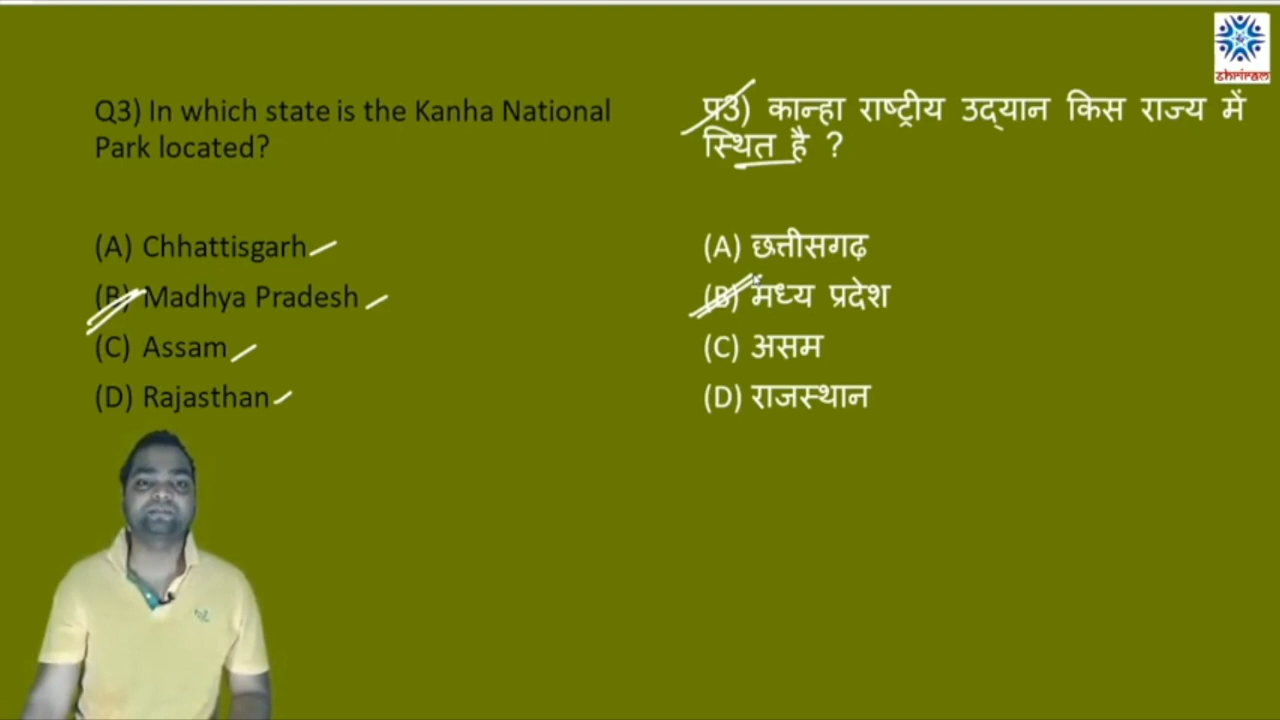 Q3) In which state is the Kanha National
Park located?
(A) Chhattisgarh
(B) Madhya Pradesh
(C) Assam
(D) Rajasthan
प्र3) कान्हा राष्ट्रीय उद्यान किस राज्य में
स्थित है ?
(A) छत्तीसगढ़
(B) मध्य प्रदेश
(C) असम
(D) राजस्थान
SHRIRAM